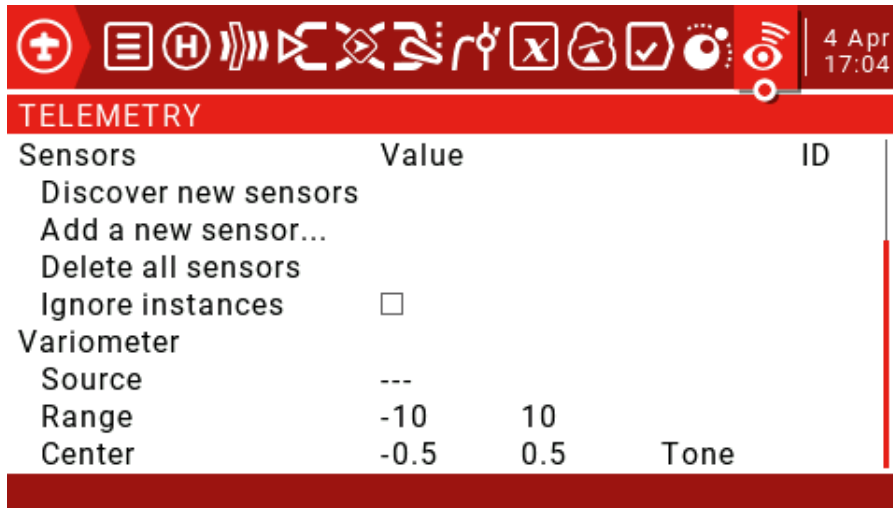 4 Apr
17:04
TELEMETRY
Sensors Value ID
Discover new sensors
Add a new sensor...
Delete all sensors
Ignore instances
Variometer
Source ---
Range -10 10
Center -0.5 0.5 Tone